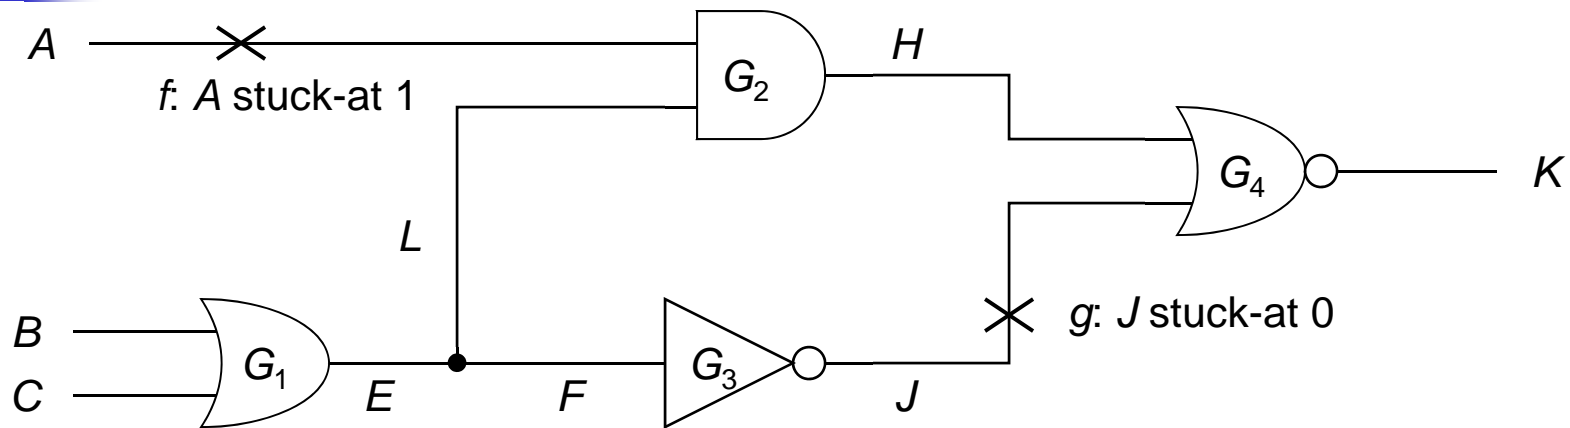 A
H
G2
f: A stuck-at 1
G4
K
L
B
g: J stuck-at 0
G1
G3
C
E
F
J